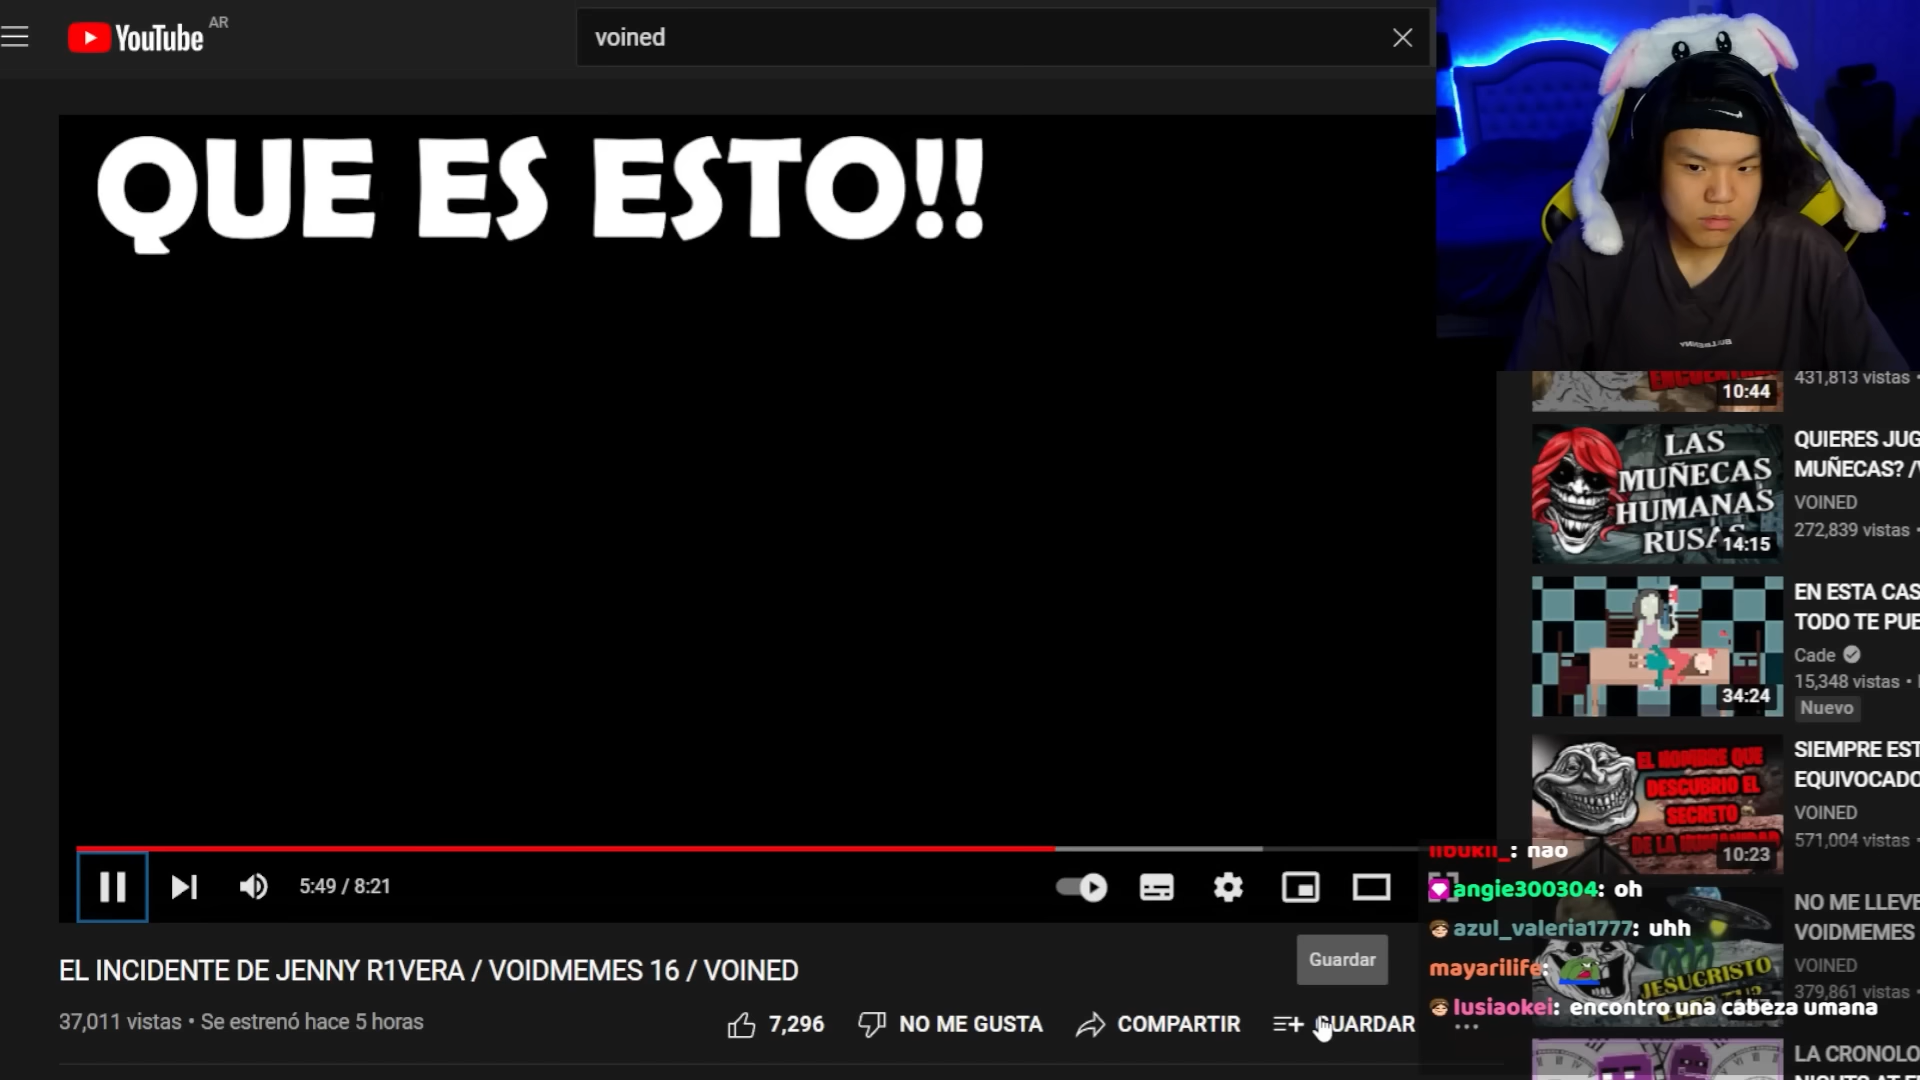 YouTube AR
voined
QUE ES ESTO!!
5:49 / 8:21
EL INCIDENTE DE JENNY R1VERA / VOIDMEMES 16 / VOINED
37,011 vistas • Se estrenó hace 5 horas
7,296
NO ME GUSTA
COMPARTIR
GUARDAR
Guardar
10:44
431,813 vistas •
LAS
MUÑECAS
HUMANAS
RUSAS
14:15
QUIERES JUG
MUÑECAS? /V
VOINED
272,839 vistas •
34:24
EN ESTA CAS
TODO TE PUE
Cade
15,348 vistas •
Nuevo
EL HOMBRE QUE
DESCUBRIO EL
SECRETO
DE LA HUMANIDAD
10:23
SIEMPRE EST
EQUIVOCADO
VOINED
571,004 vistas •
: nao
angie300304: oh
azul_valeria1777: uhh
mayarilife:
lusiaokei: encontro una cabeza umana
JESUCRISTO
NO ME LLEVE
VOIDMEMES
VOINED
379,861 vistas •
LA CRONOLO